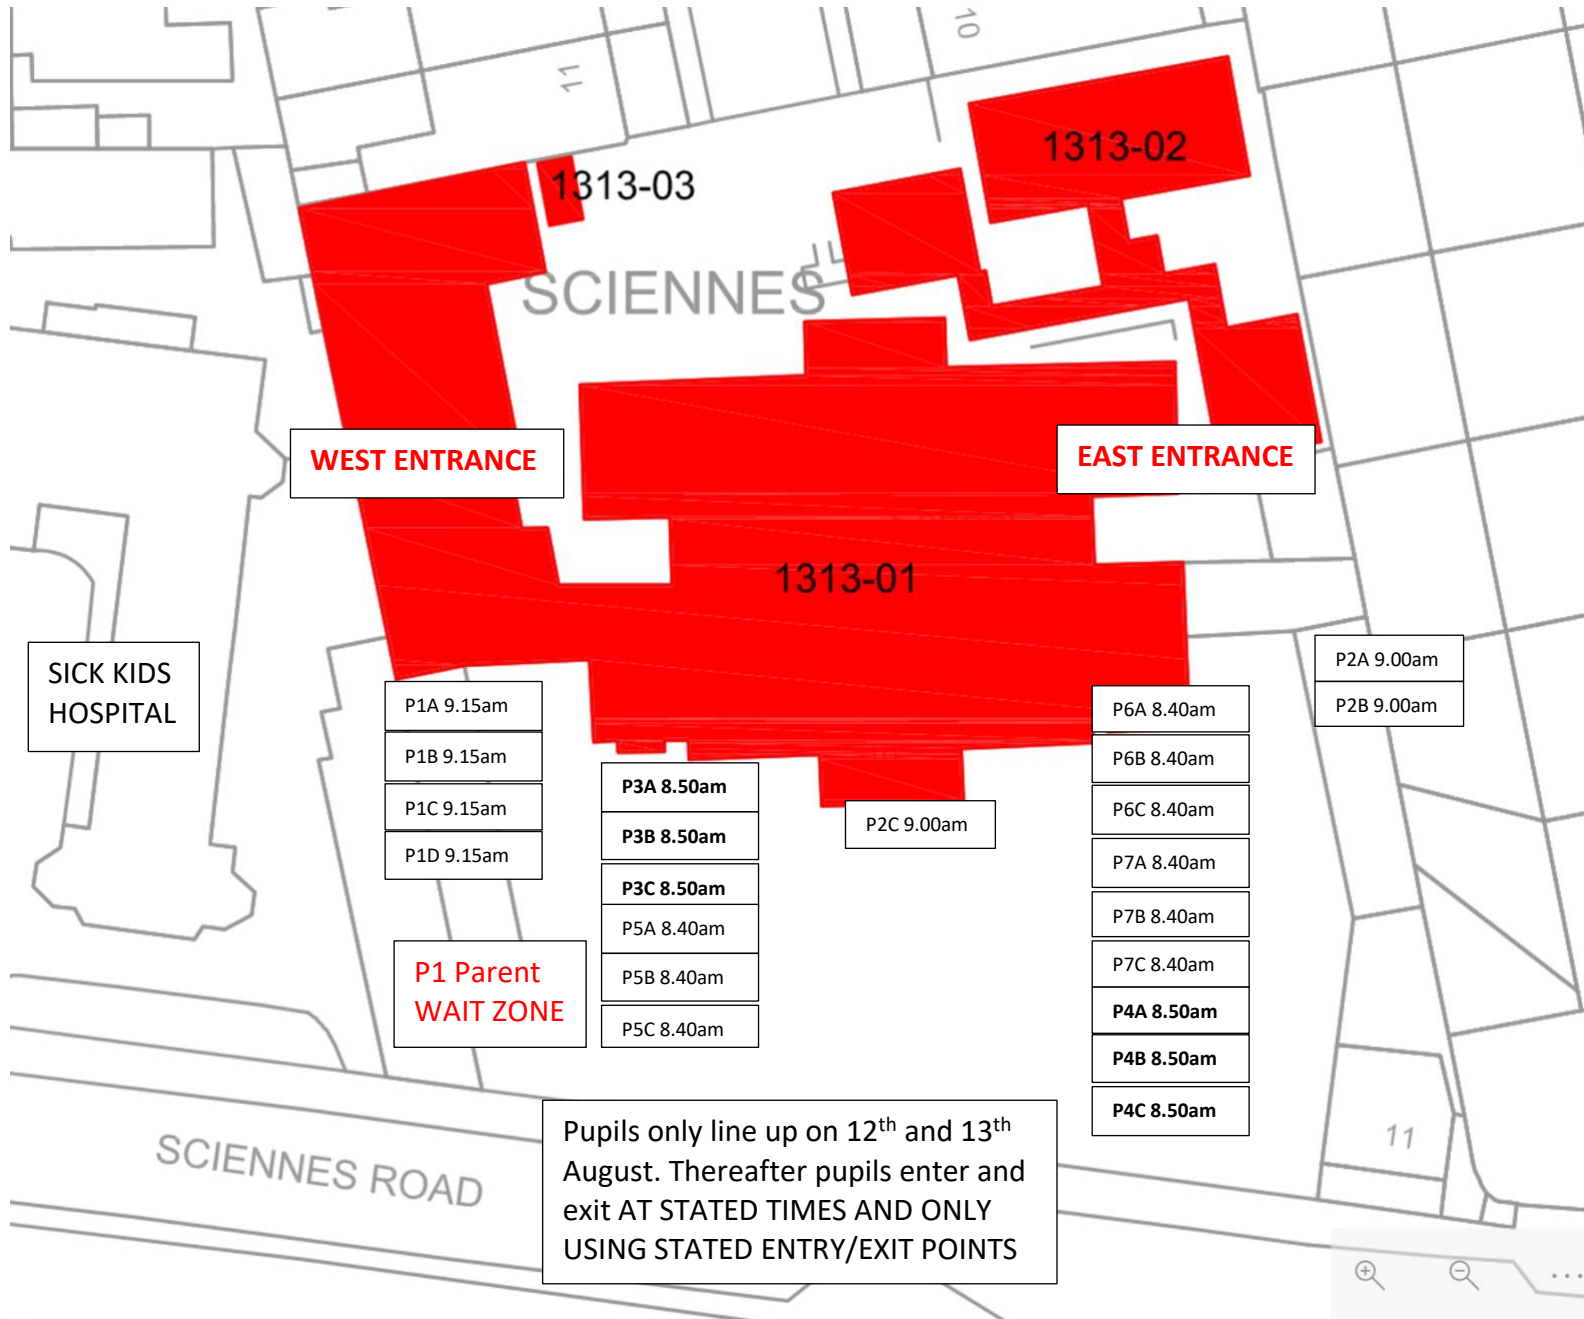 10
11
1313-02
1313-03
SCIENNES
WEST ENTRANCE
EAST ENTRANCE
1313-01
SICK KIDS
HOSPITAL
P2A 9.00am
P2B 9.00am
P1A 9.15am
P1B 9.15am
P1C 9.15am
P1D 9.15am
P6A 8.40am
P6B 8.40am
P6C 8.40am
P7A 8.40am
P7B 8.40am
P7C 8.40am
P4A 8.50am
P4B 8.50am
P4C 8.50am
P3A 8.50am
P3B 8.50am
P3C 8.50am
P5A 8.40am
P5B 8.40am
P5C 8.40am
P2C 9.00am
P1 Parent
WAIT ZONE
Pupils only line up on 12th and 13th
August. Thereafter pupils enter and
exit AT STATED TIMES AND ONLY
USING STATED ENTRY/EXIT POINTS
SCIENNES ROAD
11